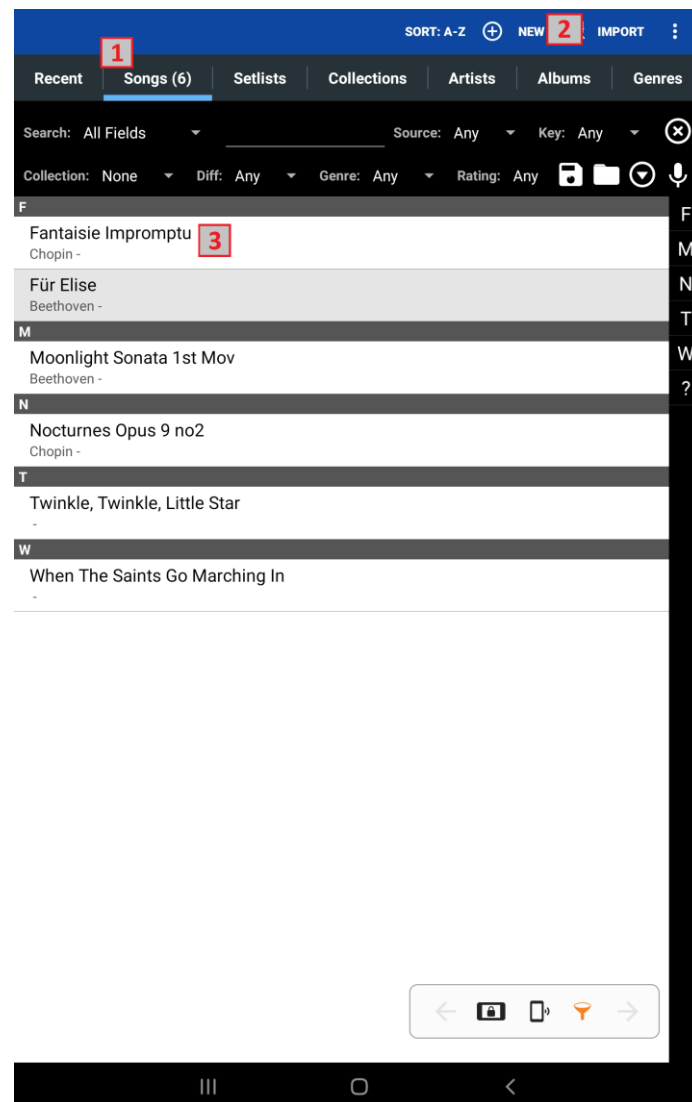 SORT: A-Z NEW 2 IMPORT
1
Recent Songs (6) Setlists Collections Artists Albums Genres
Search: All Fields Source: Any Key: Any
Collection: None Diff: Any Genre: Any Rating: Any
F
Fantaisie Impromptu 3
Chopin -
Für Elise
Beethoven -
M
Moonlight Sonata 1st Mov
Beethoven -
N
Nocturnes Opus 9 no2
Chopin -
T
Twinkle, Twinkle, Little Star
-
W
When The Saints Go Marching In
-
F
M
N
T
W
?